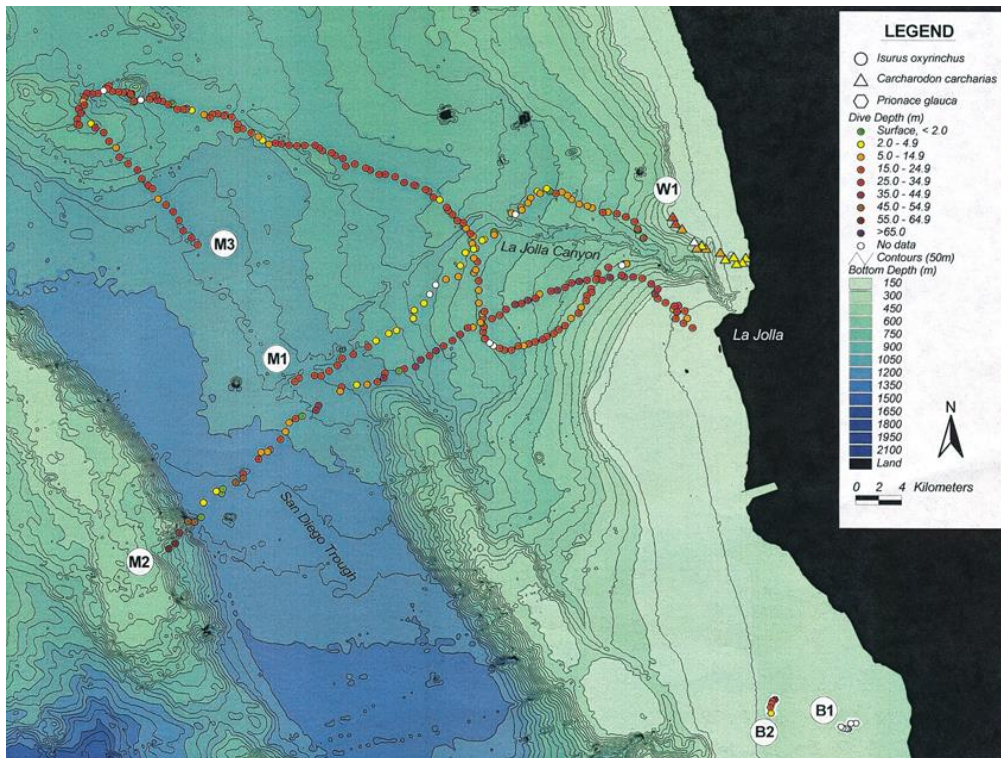 LEGEND
Isurus oxyrinchus
Carcharodon carcharias
Prionace glauca
Dive Depth (m)
Surface, < 2.0
2.0 - 4.9
5.0 - 14.9
15.0 - 24.9
25.0 - 34.9
35.0 - 44.9
45.0 - 54.9
55.0 - 64.9
>65.0
No data
Contours (50m)
Bottom Depth (m)
150
300
450
600
750
900
1050
1200
1350
1500
1650
1800
1950
2100
Land
N
0 2 4 Kilometers
W1
M3
La Jolla Canyon
La Jolla
M1
San Diego Trough
M2
B1
B2